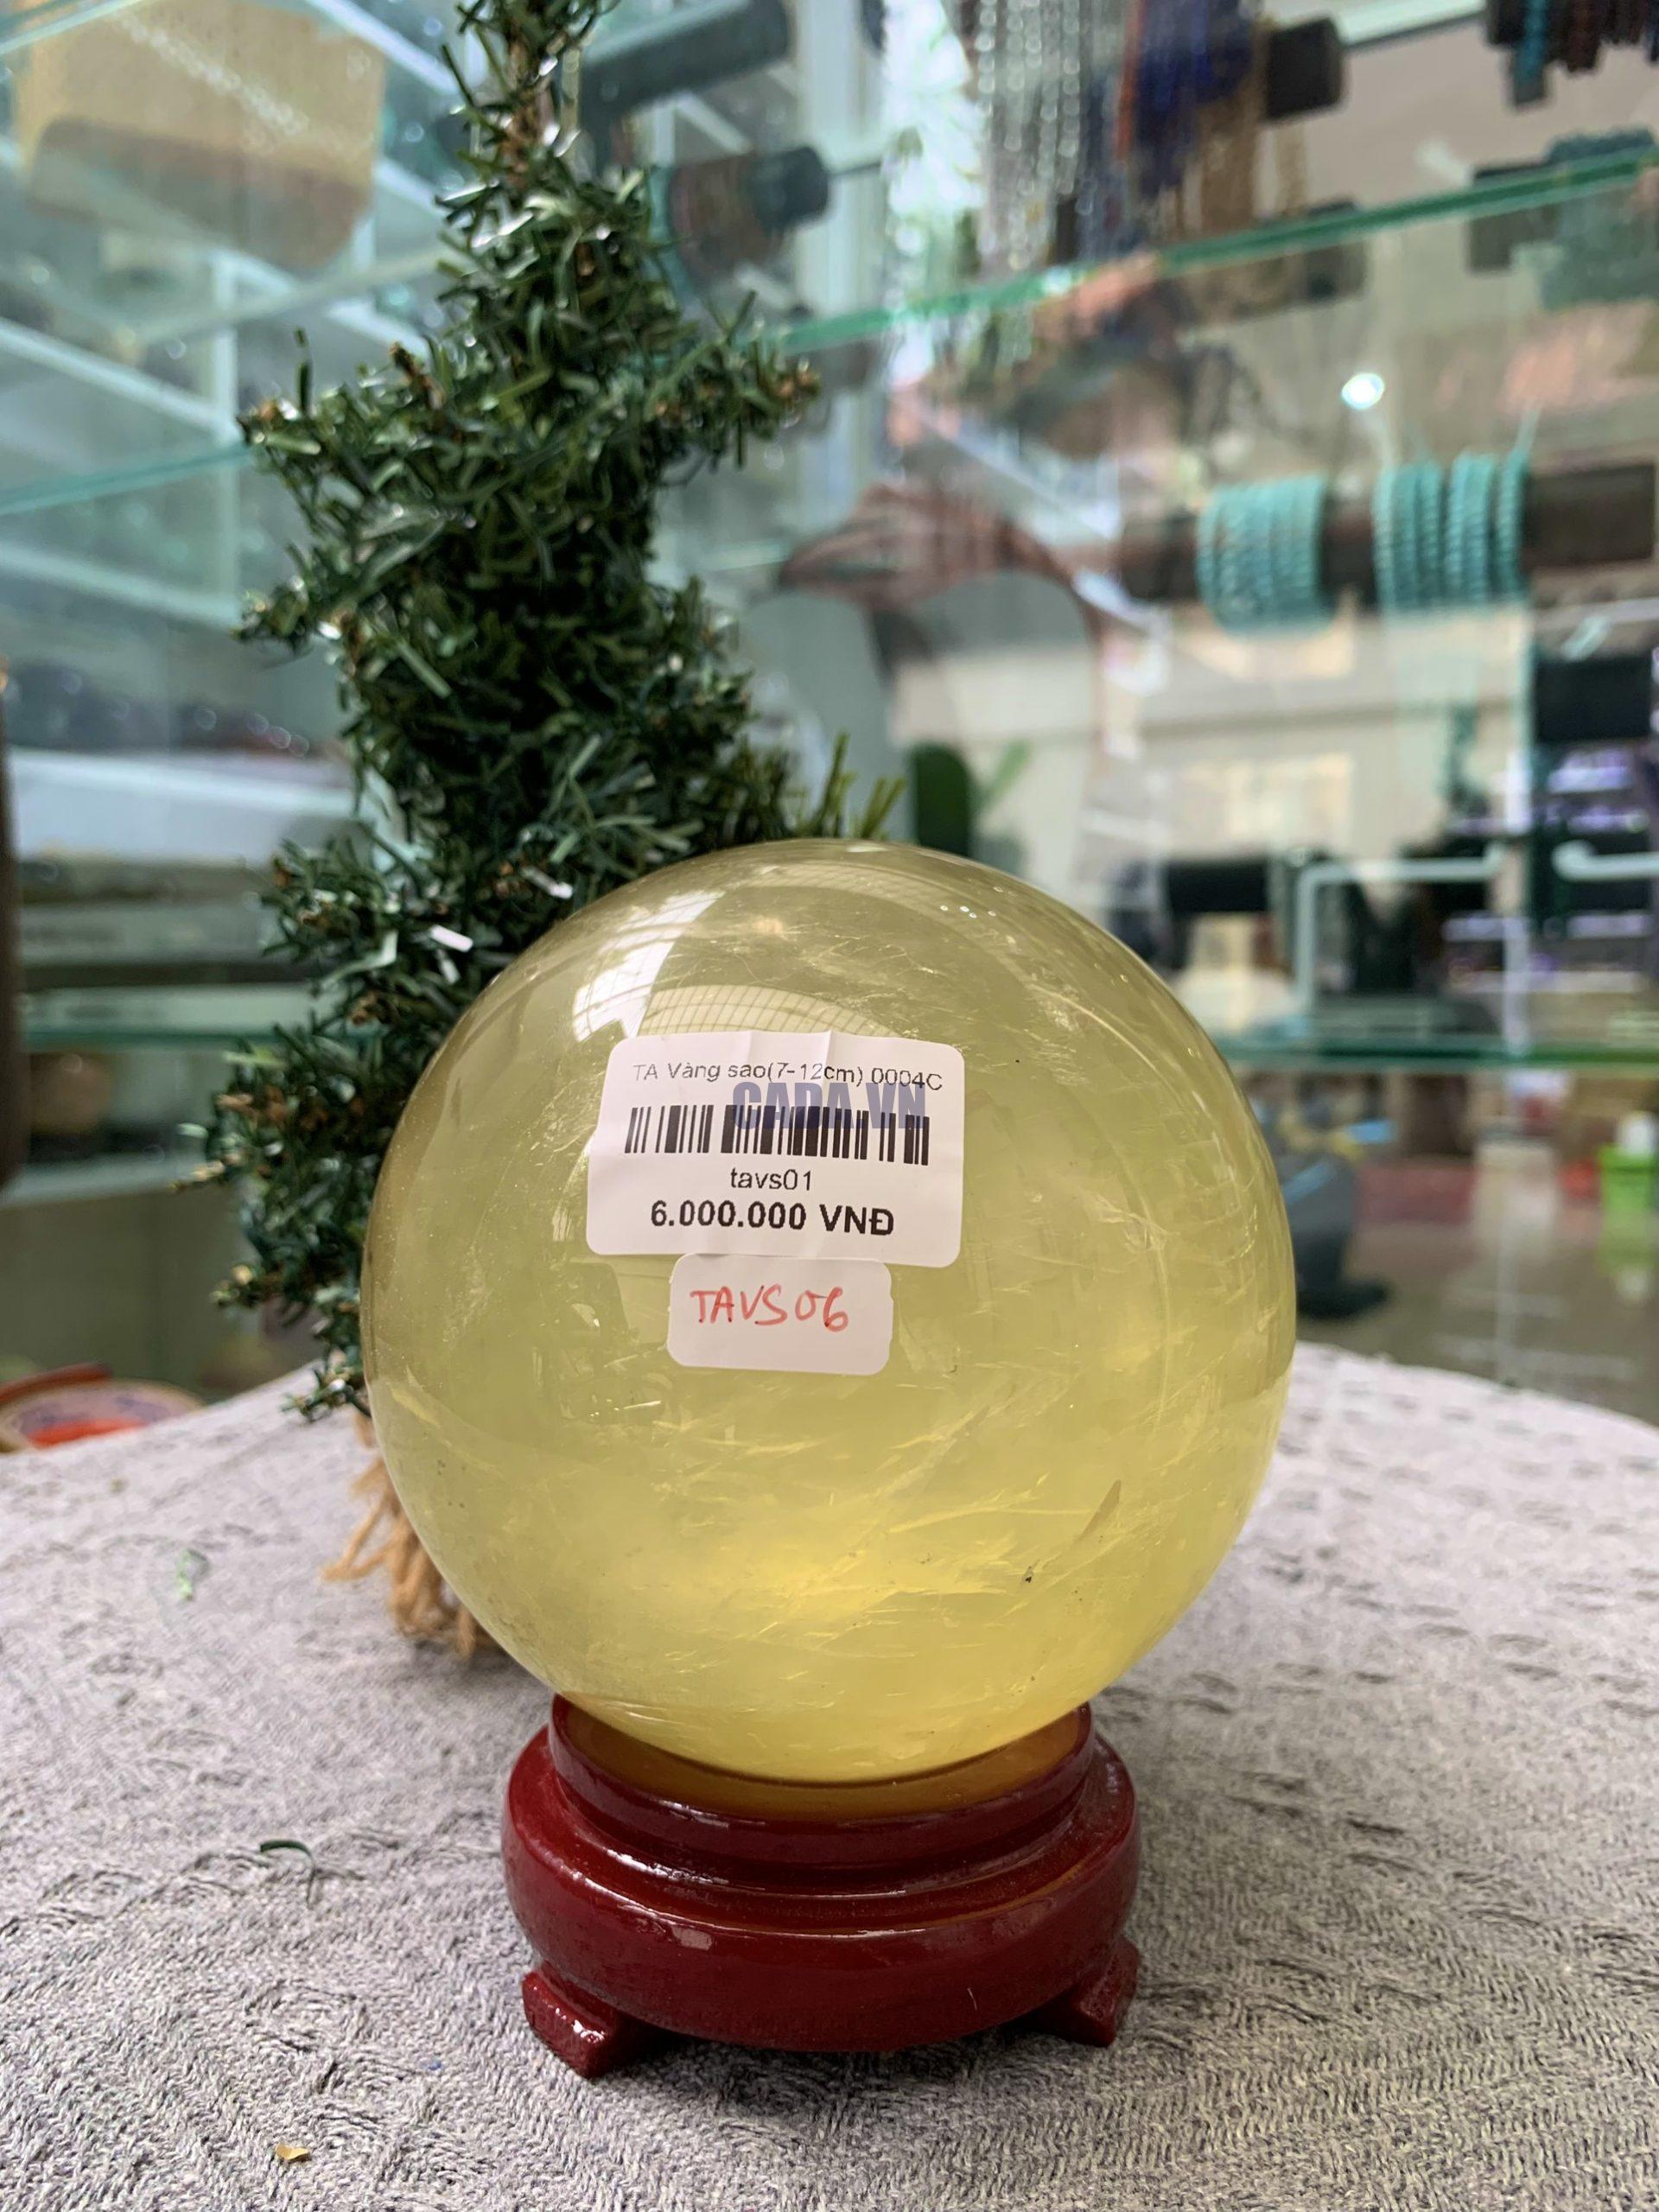 TA Vàng sao(7-12cm) 0004C
CADA.VN
tavs01
6.000.000 VNĐ
TAVS06